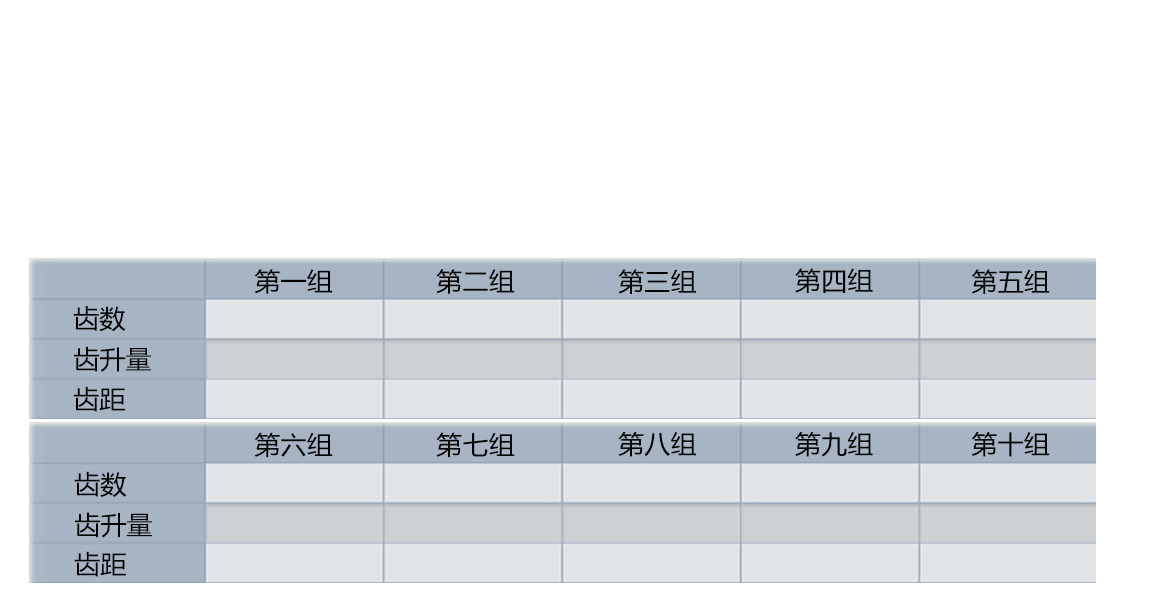 第一组 第二组 第三组 第四组 第五组
齿数
齿升量
齿距
第六组 第七组 第八组 第九组 第十组
齿数
齿升量
齿距